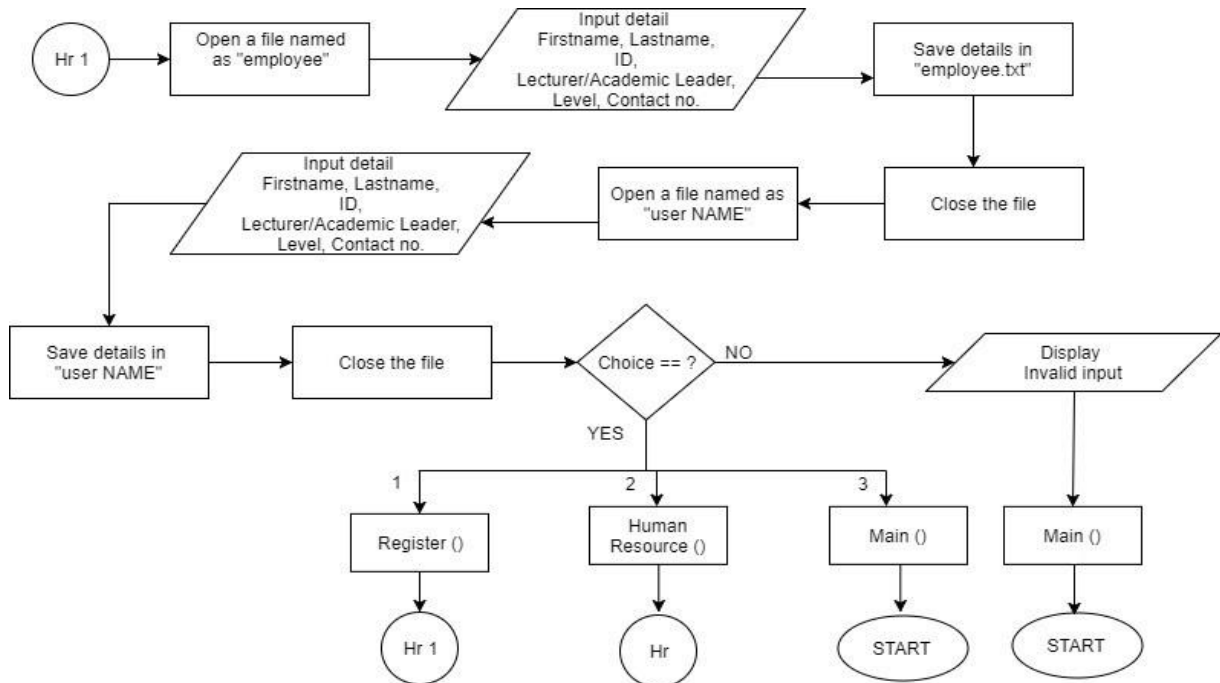 Hr 1
Open a file named
as "employee"
Input detail
Firstname, Lastname,
ID,
Lecturer/Academic Leader,
Level, Contact no.
Save details in
"employee.txt"
Close the file
Open a file named as
"user NAME"
Input detail
Firstname, Lastname,
ID,
Lecturer/Academic Leader,
Level, Contact no.
Save details in
"user NAME"
Close the file
Choice == ?
NO
Display
Invalid input
YES
1
2
3
Register ()
Human
Resource ()
Main ()
Main ()
Hr 1
Hr
START
START